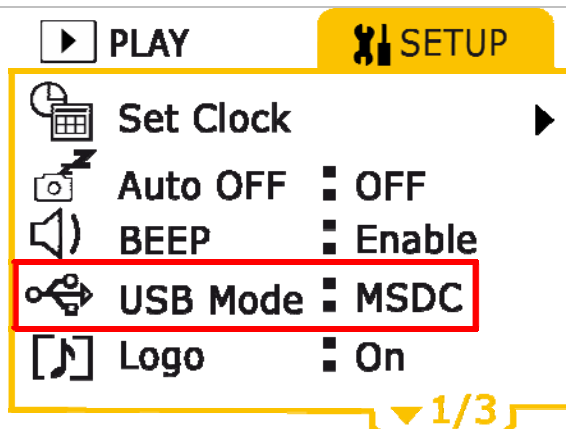 PLAY SETUP
Set Clock
Auto OFF : OFF
BEEP : Enable
USB Mode : MSDC
Logo : On
1/3